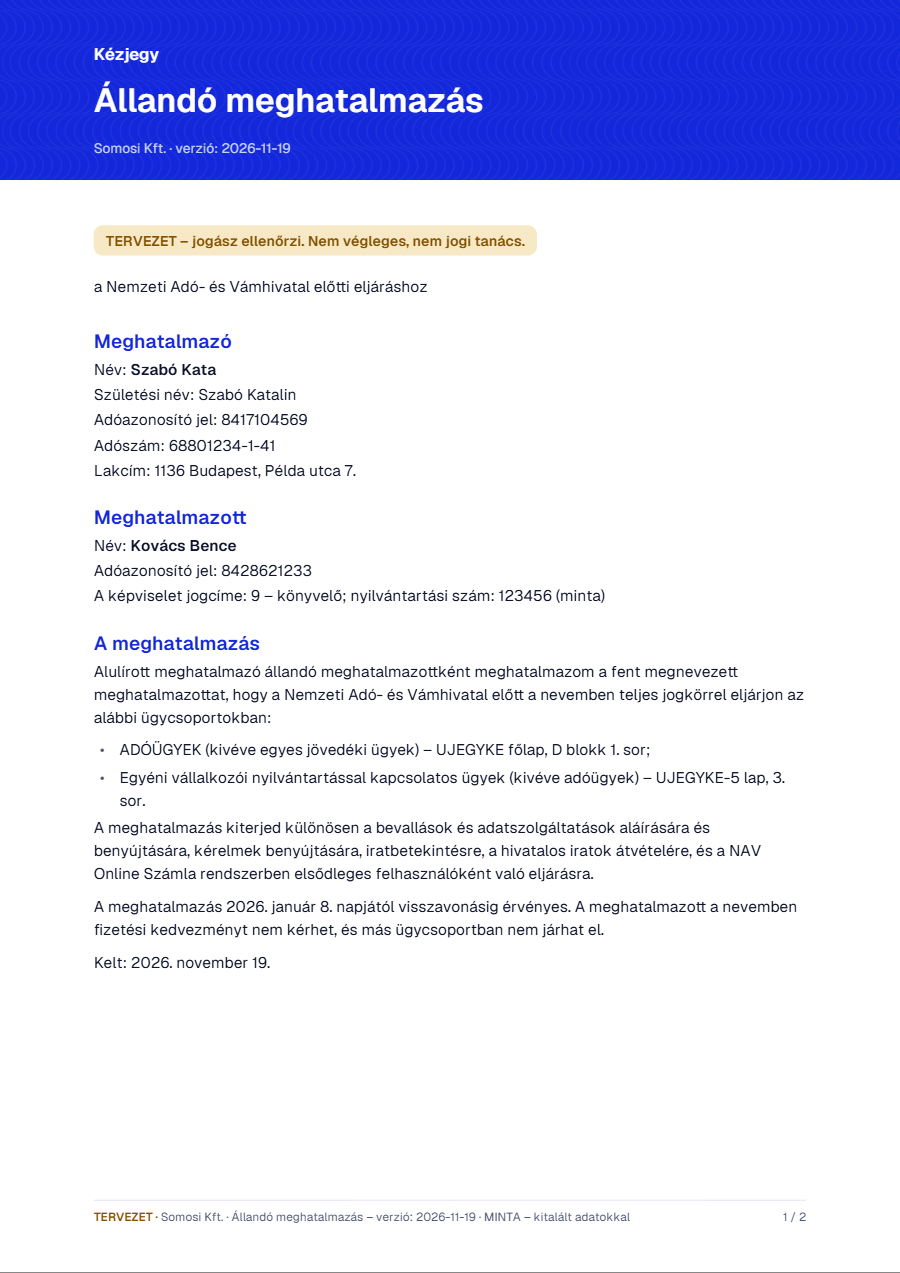 Kézjegy
Állandó meghatalmazás
Somosi Kft. · verzió: 2026-11-19
TERVEZET – jogász ellenőrzi. Nem végleges, nem jogi tanács.
a Nemzeti Adó- és Vámhivatal előtti eljáráshoz
Meghatalmazó
Név: Szabó Kata
Születési név: Szabó Katalin
Adóazonosító jel: 8417104569
Adószám: 68801234-1-41
Lakcím: 1136 Budapest, Példa utca 7.
Meghatalmazott
Név: Kovács Bence
Adóazonosító jel: 8428621233
A képviselet jogcíme: 9 – könyvelő; nyilvántartási szám: 123456 (minta)
A meghatalmazás
Alulírott meghatalmazó állandó meghatalmazottként meghatalmazom a fent megnevezett
meghatalmazottat, hogy a Nemzeti Adó- és Vámhivatal előtt a nevemben teljes jogkörrel eljárjon az
alábbi ügycsoportokban:
• ADÓÜGYEK (kivéve egyes jövedéki ügyek) – UJEGYKE főlap, D blokk 1. sor;
• Egyéni vállalkozói nyilvántartással kapcsolatos ügyek (kivéve adóügyek) – UJEGYKE-5 lap, 3.
sor.
A meghatalmazás kiterjed különösen a bevallások és adatszolgáltatások aláírására és
benyújtására, kérelmek benyújtására, iratbetekintésre, a hivatalos iratok átvételére, és a NAV
Online Számla rendszerben elsődleges felhasználóként való eljárásra.
A meghatalmazás 2026. január 8. napjától visszavonásig érvényes. A meghatalmazott a nevemben
fizetési kedvezményt nem kérhet, és más ügycsoportban nem járhat el.
Kelt: 2026. november 19.
TERVEZET · Somosi Kft. · Állandó meghatalmazás – verzió: 2026-11-19 · MINTA – kitalált adatokkal
1 / 2